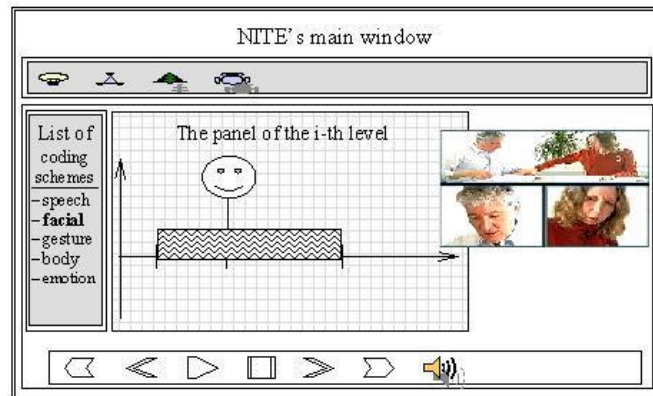 NITE's main window
List of
coding
schemes
The panel of the i-th level
–speech
–facial
–gesture
–body
–emotion